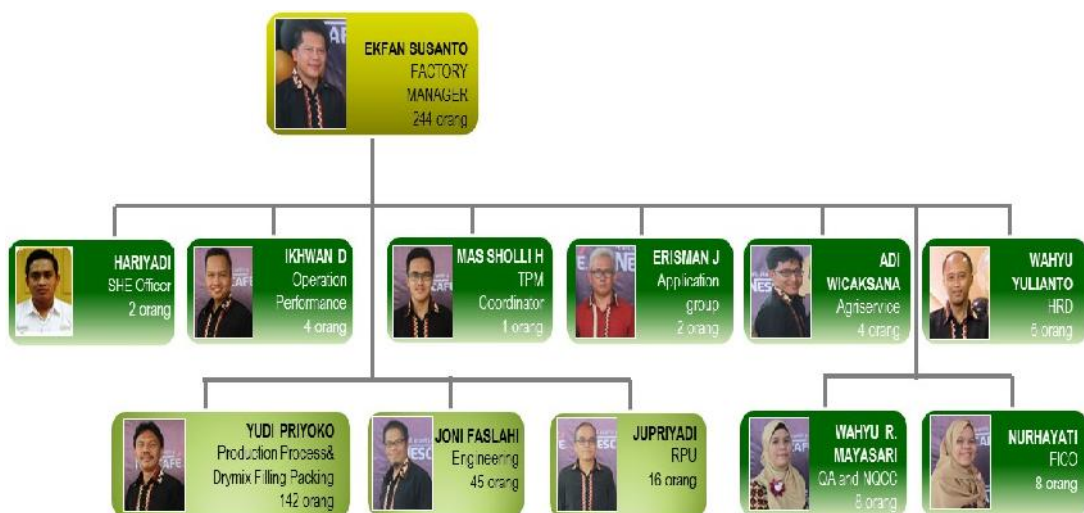 EKFAN SUSANTO
FACTORY
MANAGER
244 orang
HARIYADI
SHE Officer
2 orang
IKHWAN D
Operation
Performance
4 orang
MAS SHOLLI H
TPM
Coordinator
1 orang
ERISMAN J
Application
group
2 orang
ADI
WICAKSANA
Agriservice
4 orang
WAHYU
YULIANTO
HRD
orang
YUDI PRIYOKO
Production Process&
Drymix Filling Packing
142 orang
JONI FASLAHI
Engineering
45 orang
JUPRIYADI
RPU
16 orang
WAHYU R.
MAYASARI
QA and NQCC
orang
NURHAYATI
FICO
8 orang